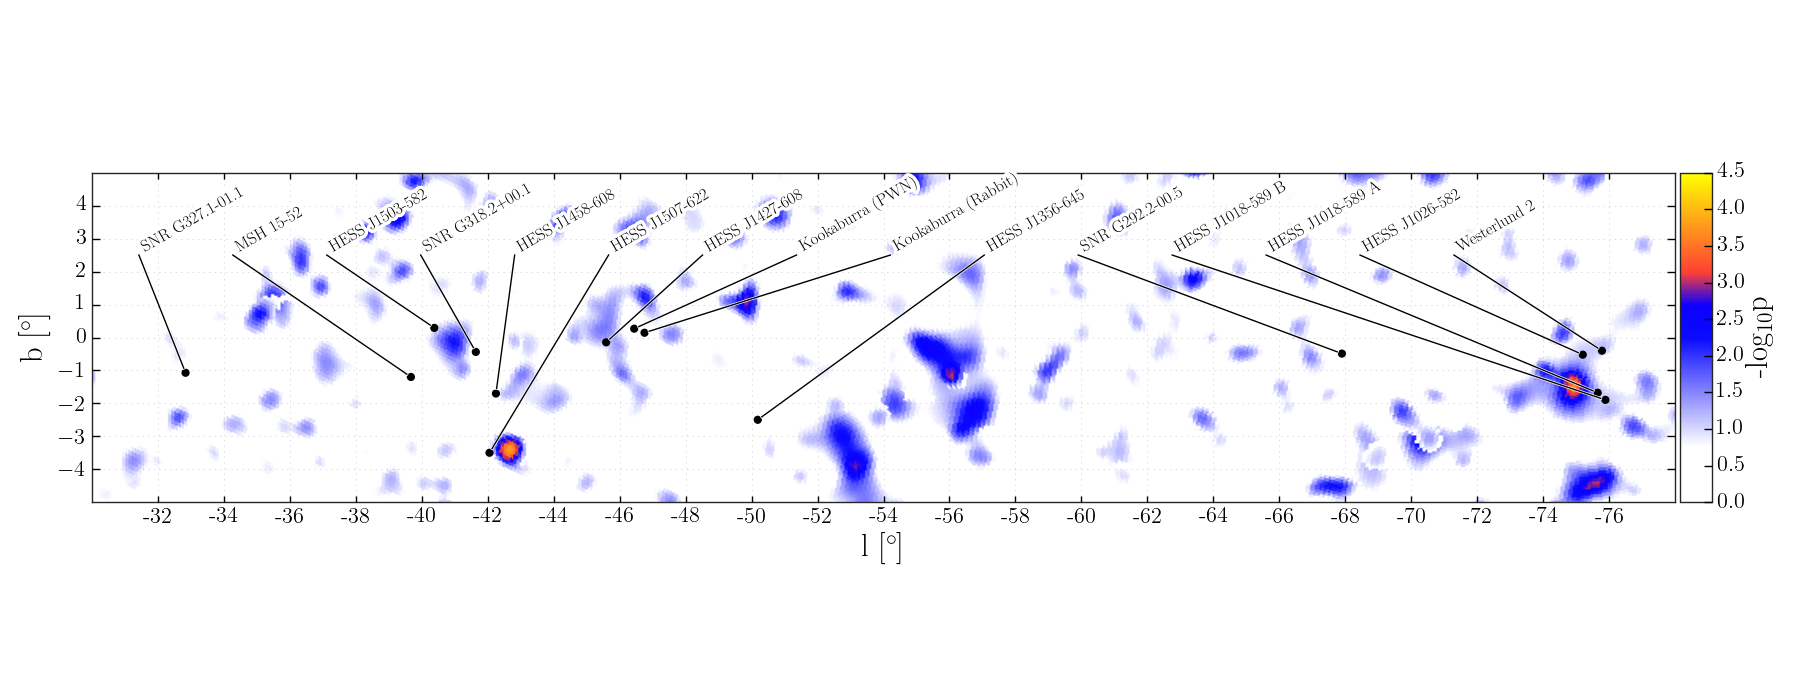 SNR G327.1-01.1
MSH 15-52
HESS J1503-582
SNR G318.2+00.1
HESS J1458-608
HESS J1507-622
HESS J1427-608
Kookaburra (PWN)
Kookaburra (Rabbit)
HESS J1356-645
SNR G292.2-00.5
HESS J1018-589 B
HESS J1018-589 A
HESS J1026-582
Westerlund 2
4
3
2
1
0
−1
−2
−3
−4
b [°]
-32 -34 -36 -38 -40 -42 -44 -46 -48 -50 -52 -54 -56 -58 -60 -62 -64 -66 -68 -70 -72 -74 -76
l [°]
4.5
4.0
3.5
3.0
2.5
2.0
1.5
1.0
0.5
0.0
-log10p